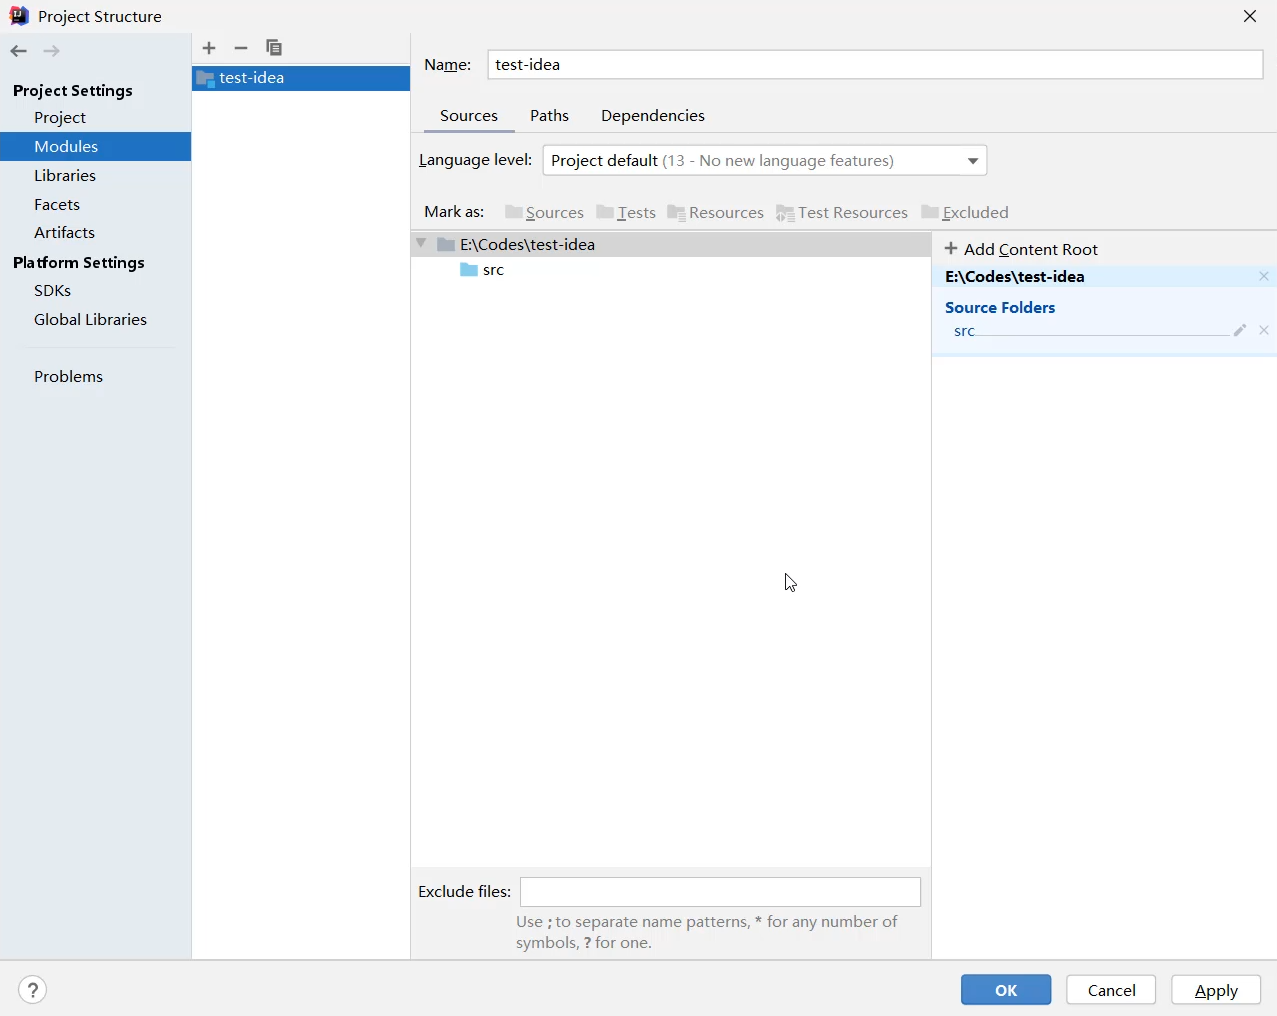 Project Structure
Project Settings
Project
Modules
Libraries
Facets
Artifacts
Platform Settings
SDKs
Global Libraries
Problems
test-idea
Name: test-idea
Sources Paths Dependencies
Language level: Project default (13 - No new language features)
Mark as: Sources Tests Resources Test Resources Excluded
E:\Codes\test-idea
src
+ Add Content Root
E:\Codes\test-idea
Source Folders
src
Exclude files:
Use ; to separate name patterns, * for any number of
symbols, ? for one.
? OK Cancel Apply